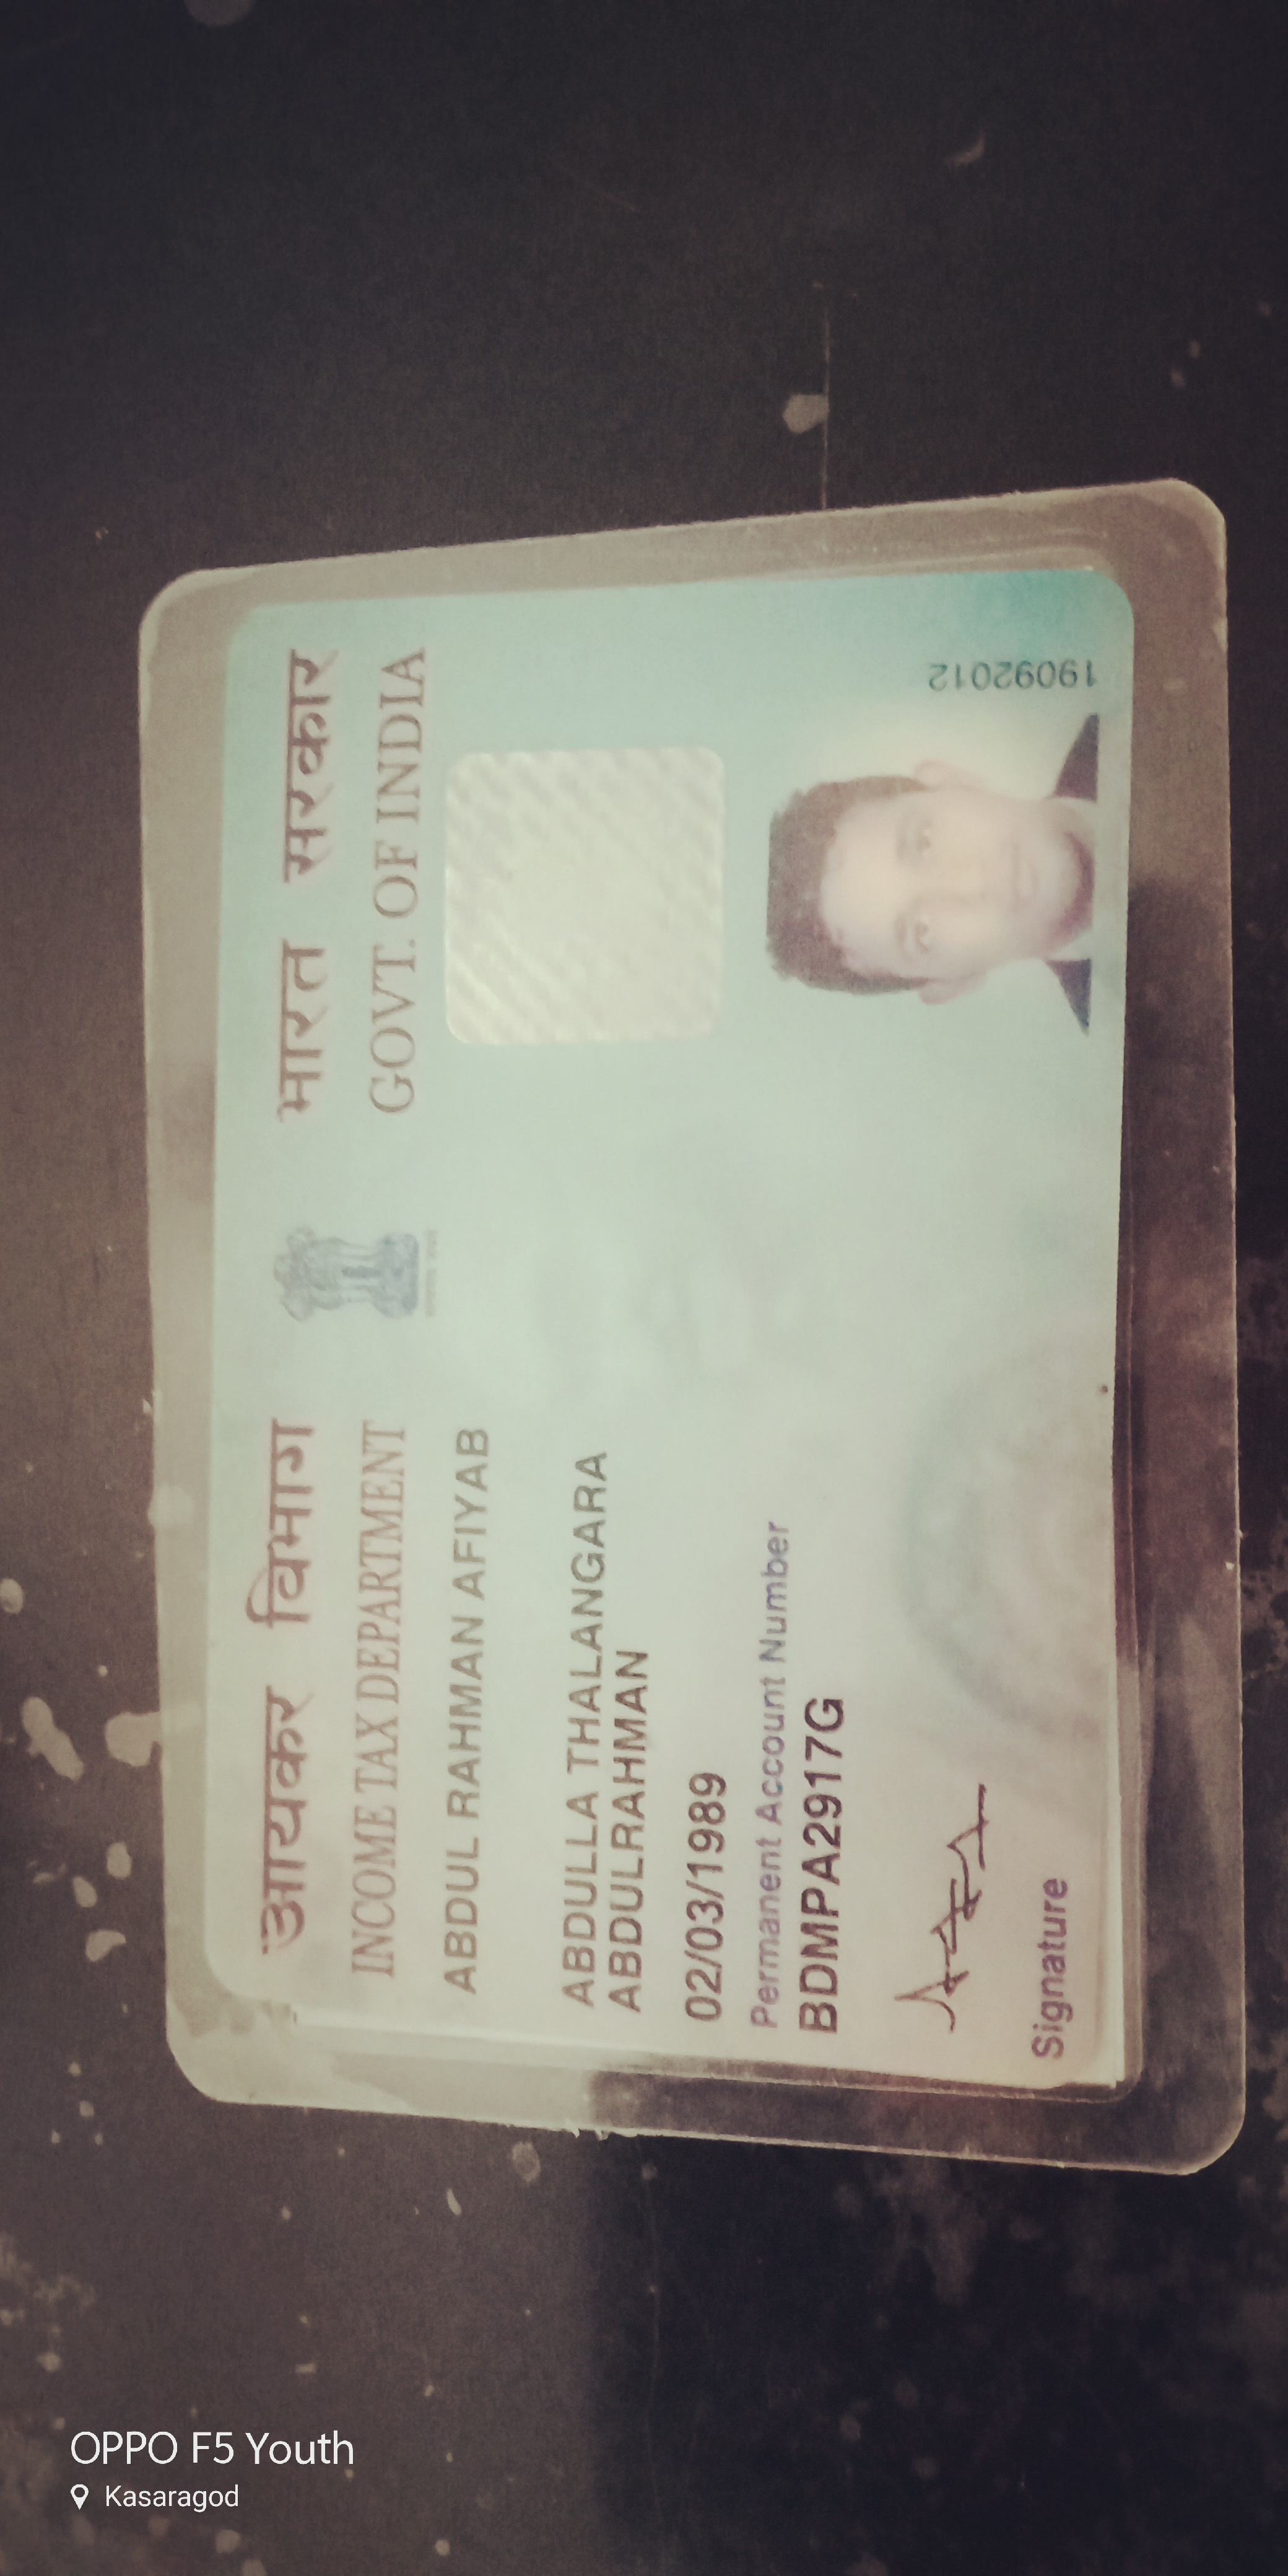 आयकर विभाग
INCOME TAX DEPARTMENT
भारत सरकार
GOVT. OF INDIA
ABDUL RAHMAN AFIYAB
ABDULLA THALANGARA
ABDULRAHMAN
02/03/1989
Permanent Account Number
BDMPA2917G
Signature
19092012
OPPO F5 Youth
Kasaragod